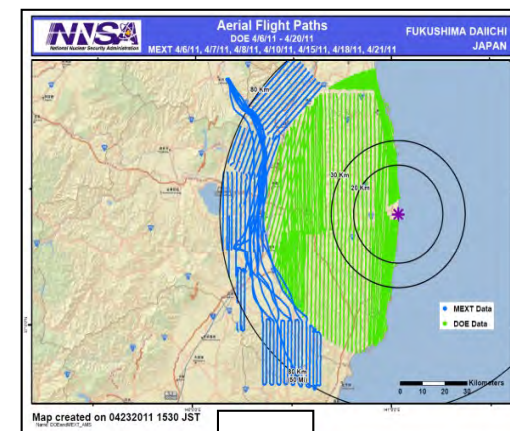 NNSA
National Nuclear Security Administration
Aerial Flight Paths
DOE 4/6/11 - 4/20/11
MEXT 4/6/11, 4/7/11, 4/8/11, 4/10/11, 4/15/11, 4/18/11, 4/21/11
FUKUSHIMA DAIICHI
JAPAN
80 Km
30 Km
20 Km
MEXT Data
DOE Data
80 Km
50 Mi
0 10 20 30
Kilometers
Map created on 04232011 1530 JST